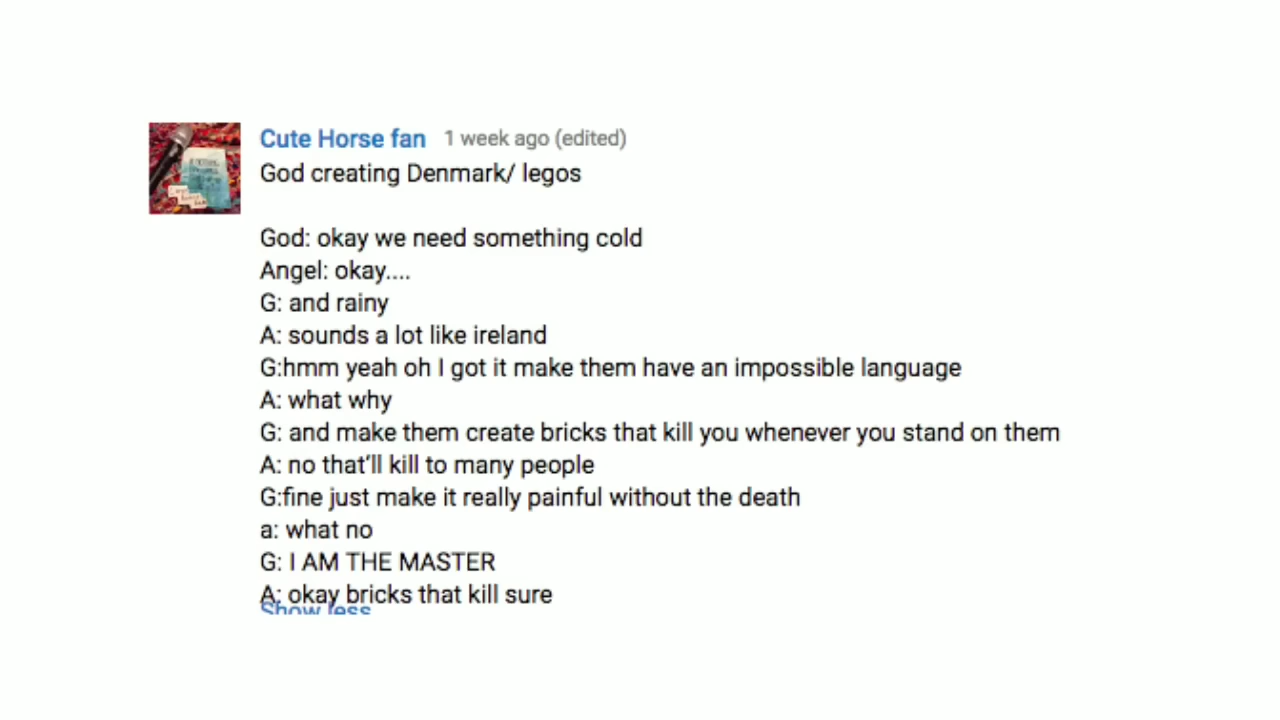 Cute Horse fan 1 week ago (edited)
God creating Denmark/ legos
God: okay we need something cold
Angel: okay....
G: and rainy
A: sounds a lot like ireland
G:hmm yeah oh I got it make them have an impossible language
A: what why
G: and make them create bricks that kill you whenever you stand on them
A: no that'll kill to many people
G:fine just make it really painful without the death
a: what no
G: I AM THE MASTER
A: okay bricks that kill sure
Show less